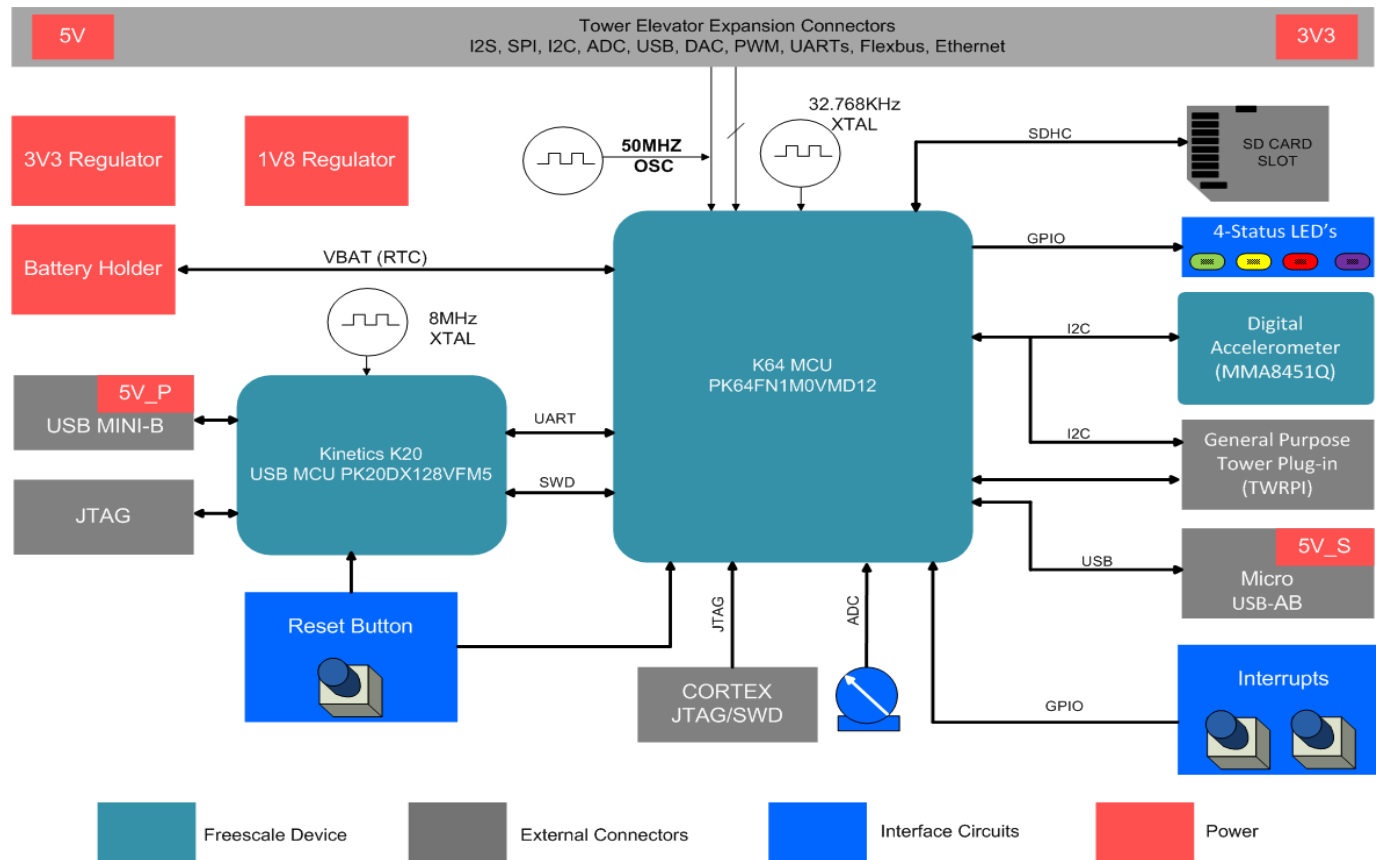 5V
Tower Elevator Expansion Connectors
I2S, SPI, I2C, ADC, USB, DAC, PWM, UARTs, Flexbus, Ethernet
3V3
3V3 Regulator
1V8 Regulator
50MHZ
OSC
32.768KHz
XTAL
SDHC
SD CARD
SLOT
Battery Holder
VBAT (RTC)
GPIO
4-Status LED's
8MHz
XTAL
K64 MCU
PK64FN1M0VMD12
I2C
Digital
Accelerometer
(MMA8451Q)
5V_P
USB MINI-B
Kinetics K20
USB MCU PK20DX128VFM5
UART
SWD
I2C
General Purpose
Tower Plug-in
(TWRPI)
JTAG
USB
5V_S
Micro
USB-AB
Reset Button
JTAG
ADC
CORTEX
JTAG/SWD
GPIO
Interrupts
Freescale Device
External Connectors
Interface Circuits
Power